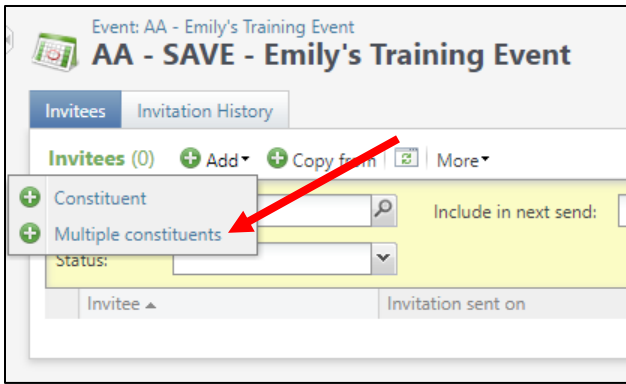 Event: AA - Emily's Training Event
AA - SAVE - Emily's Training Event
Invitees Invitation History
Invitees (0) Add Copy from More
Constituent Include in next send:
Multiple constituents
Status:
Invitee Invitation sent on